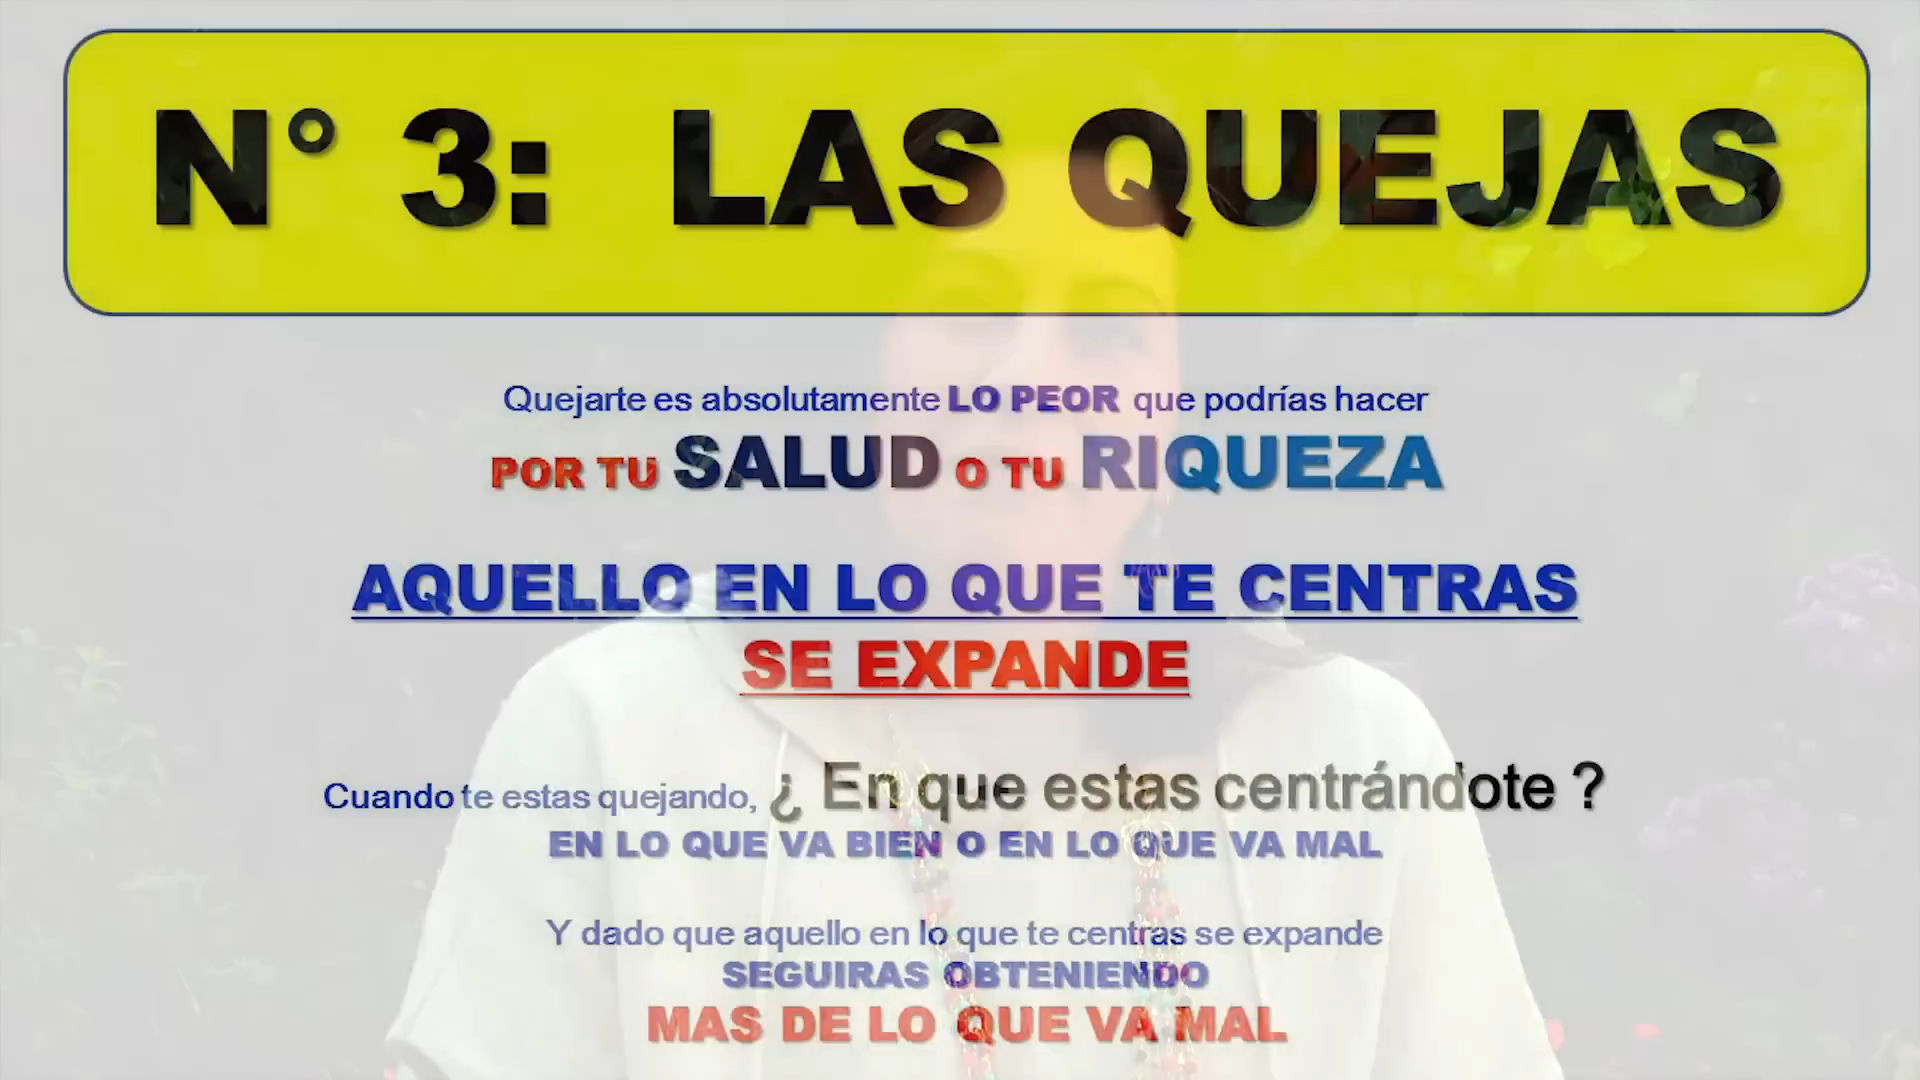 N° 3: LAS QUEJAS
Quejarte es absolutamente LO PEOR que podrías hacer
POR TU SALUD O TU RIQUEZA
AQUELLO EN LO QUE TE CENTRAS
SE EXPANDE
Cuando te estas quejando, ¿ En que estas centrándote ?
EN LO QUE VA BIEN O EN LO QUE VA MAL
Y dado que aquello en lo que te centras se expande
SEGUIRAS OBTENIENDO
MAS DE LO QUE VA MAL